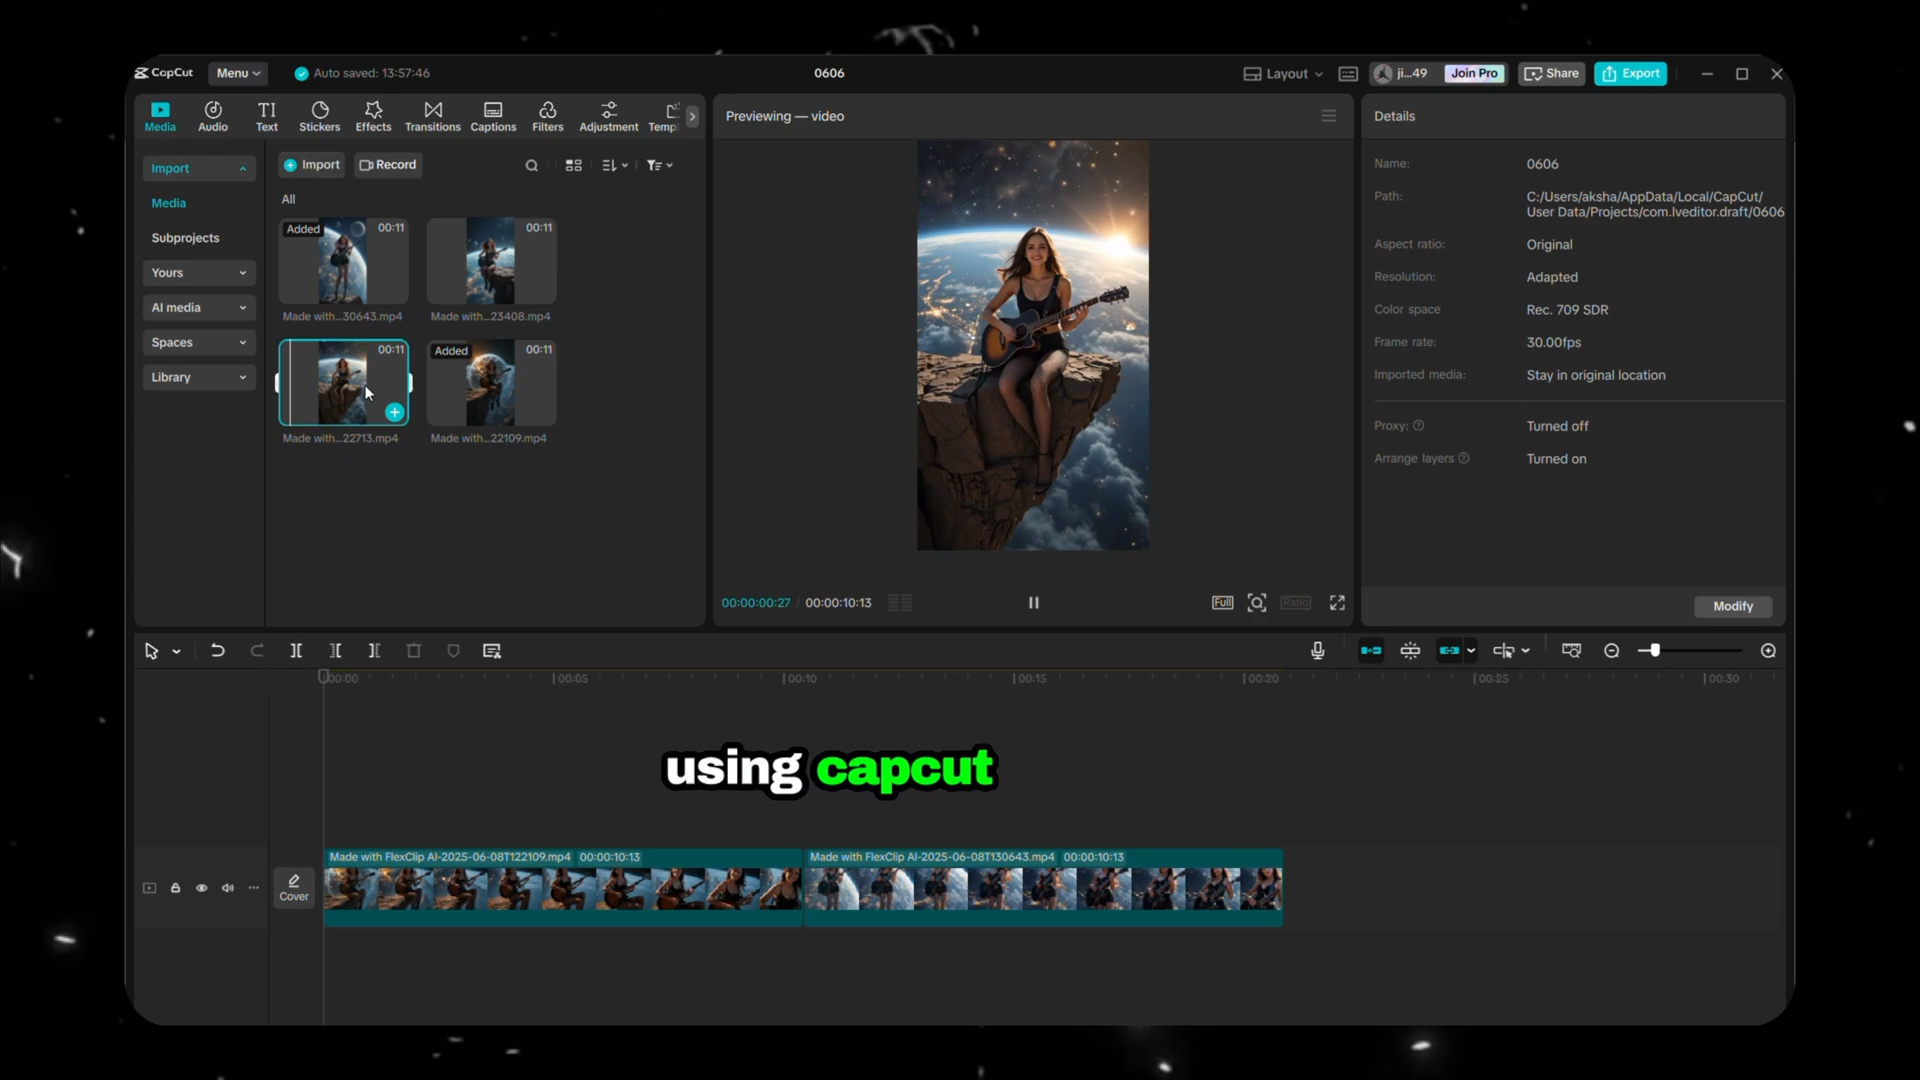 CapCut
Menu
Auto saved: 13:57:46
0606
Layout
ji...49
Join Pro
Share
Export
Media
Audio
TI
Text
Stickers
Effects
Transitions
Captions
Filters
Adjustment
Temp
Import
Media
Subprojects
Yours
AI media
Spaces
Library
Import
Record
All
Added
00:11
00:11
Made with...30643.mp4
Made with...23408.mp4
00:11
Added
00:11
Made with...22713.mp4
Made with...22109.mp4
Previewing — video
00:00:00:27 / 00:00:10:13
Full
Ratio
Details
Name:
0606
Path:
C:/Users/aksha/AppData/Local/CapCut/
User Data/Projects/com.lveditor.draft/0606
Aspect ratio:
Original
Resolution:
Adapted
Color space
Rec. 709 SDR
Frame rate:
30.00fps
Imported media:
Stay in original location
Proxy:
Turned off
Arrange layers
Turned on
Modify
00:00
00:05
00:10
00:15
00:20
00:25
00:30
using capcut
Cover
Made with FlexClip AI-2025-06-08T122109.mp4 00:00:10:13
Made with FlexClip AI-2025-06-08T130643.mp4 00:00:10:13